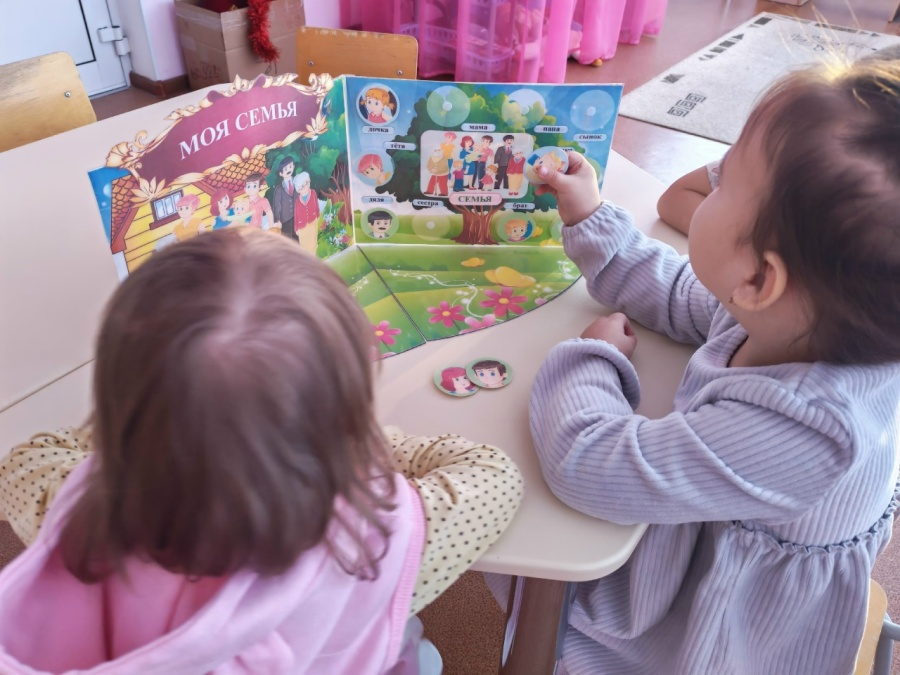 МОЯ СЕМЬЯ
дочка
тётя
мама
папа
сынок
дядя
сестра
СЕМЬЯ
брат